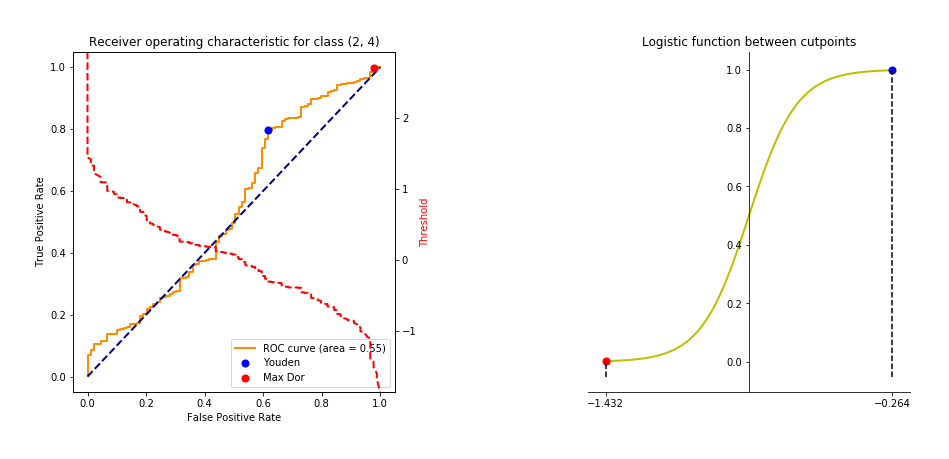 Receiver operating characteristic for class (2, 4)
1.0
0.8
0.6
0.4
0.2
0.0
True Positive Rate
0.0 0.2 0.4 0.6 0.8 1.0
False Positive Rate
2
1
0
−1
Threshold
ROC curve (area = 0.55)
Youden
Max Dor
Logistic function between cutpoints
1.0
0.8
0.6
0.4
0.2
0.0
−1.432 −0.264